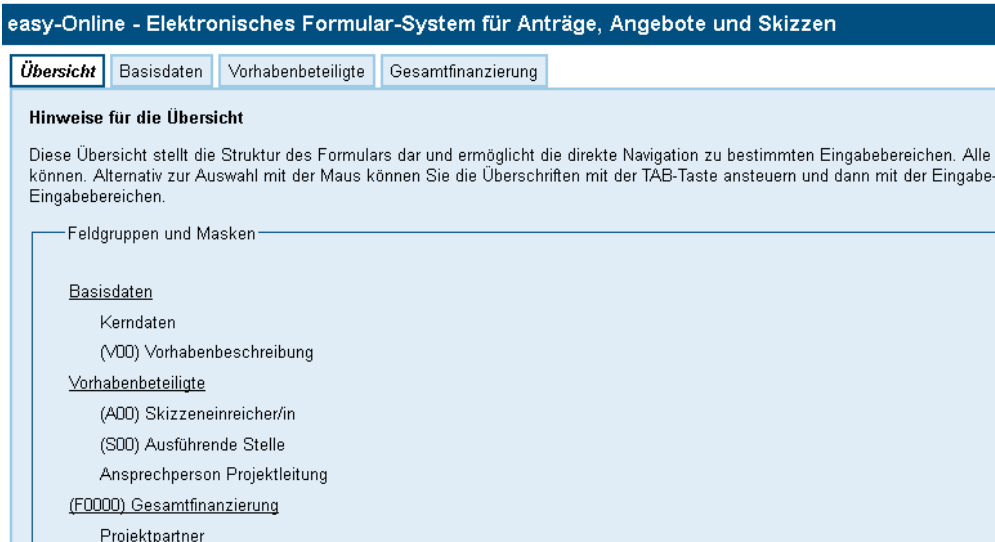 easy-Online - Elektronisches Formular-System für Anträge, Angebote und Skizzen
Übersicht Basisdaten Vorhabenbeteiligte Gesamtfinanzierung
Hinweise für die Übersicht
Diese Übersicht stellt die Struktur des Formulars dar und ermöglicht die direkte Navigation zu bestimmten Eingabebereichen. Alle
können. Alternativ zur Auswahl mit der Maus können Sie die Überschriften mit der TAB-Taste ansteuern und dann mit der Eingabe-
Eingabebereichen.
Feldgruppen und Masken
Basisdaten
Kerndaten
(V00) Vorhabenbeschreibung
Vorhabenbeteiligte
(A00) Skizzeneinreicher/in
(S00) Ausführende Stelle
Ansprechperson Projektleitung
(F0000) Gesamtfinanzierung
Projektpartner